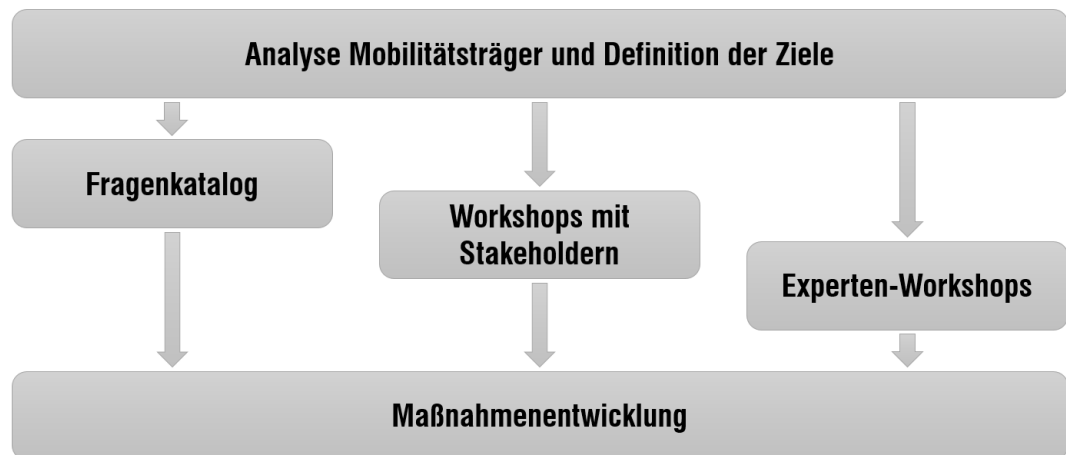 Analyse Mobilitätsträger und Definition der Ziele
Fragenkatalog
Workshops mit
Stakeholdern
Experten-Workshops
Maßnahmenentwicklung